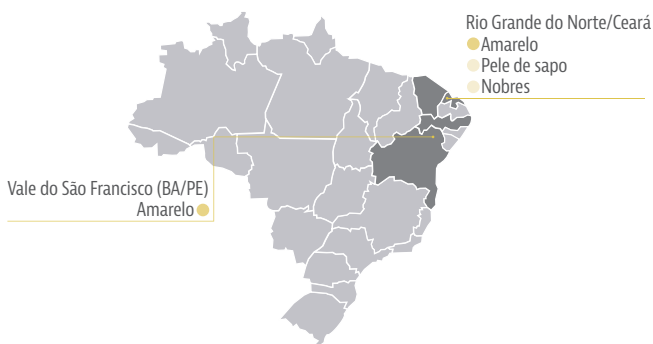 Rio Grande do Norte/Ceará
Amarelo
Pele de sapo
Nobres
Vale do São Francisco (BA/PE)
Amarelo